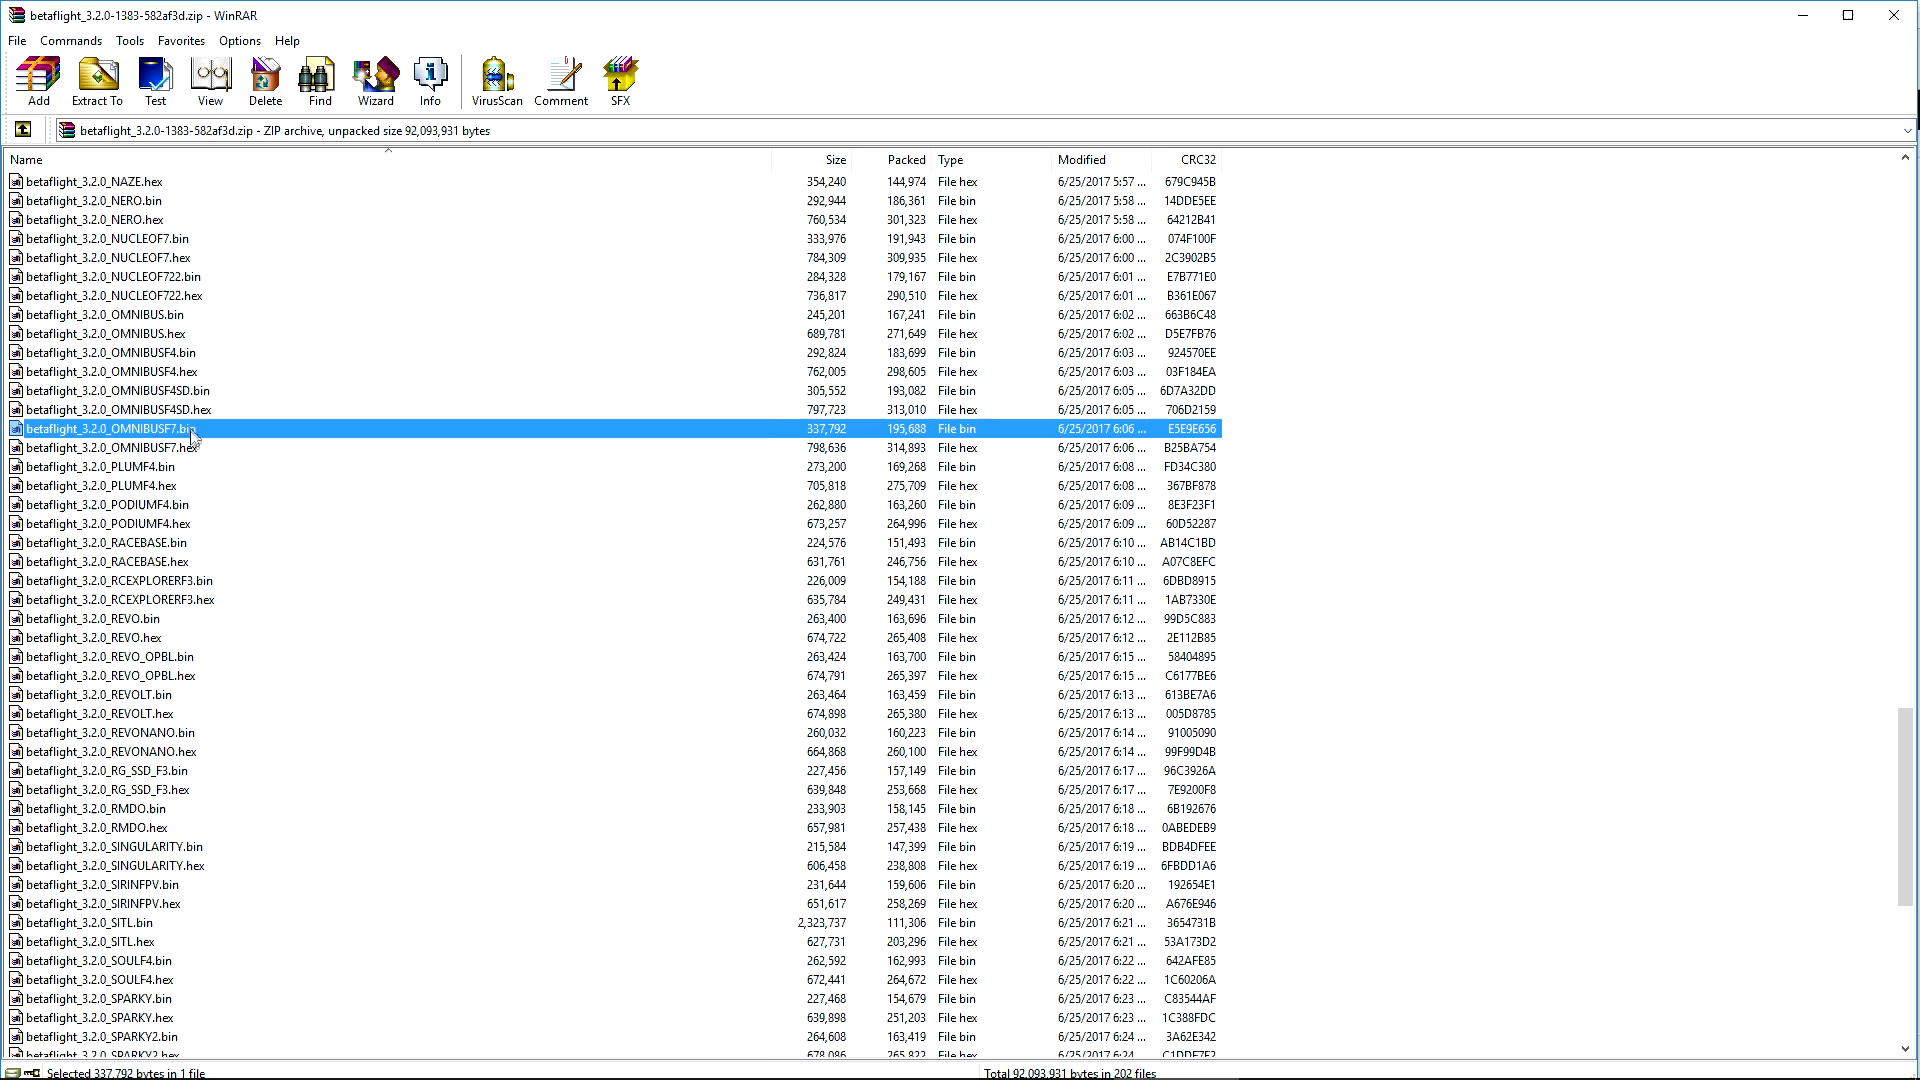 betaflight_3.2.0-1383-582af3d.zip - WinRAR
File Commands Tools Favorites Options Help
Add Extract To Test View Delete Find Wizard Info VirusScan Comment SFX
betaflight_3.2.0-1383-582af3d.zip - ZIP archive, unpacked size 92,093,931 bytes
Name Size Packed Type Modified CRC32
betaflight_3.2.0_NAZE.hex 354,240 144,974 File hex 6/25/2017 5:57 ... 679C945B
betaflight_3.2.0_NERO.bin 292,944 186,361 File bin 6/25/2017 5:58 ... 14DDE5EE
betaflight_3.2.0_NERO.hex 760,534 301,323 File hex 6/25/2017 5:58 ... 64212B41
betaflight_3.2.0_NUCLEOF7.bin 333,976 191,943 File bin 6/25/2017 6:00 ... 074F100F
betaflight_3.2.0_NUCLEOF7.hex 784,309 309,935 File hex 6/25/2017 6:00 ... 2C3902B5
betaflight_3.2.0_NUCLEOF722.bin 284,328 179,167 File bin 6/25/2017 6:01 ... E7B771E0
betaflight_3.2.0_NUCLEOF722.hex 736,817 290,510 File hex 6/25/2017 6:01 ... B361E067
betaflight_3.2.0_OMNIBUS.bin 245,201 167,241 File bin 6/25/2017 6:02 ... 663B6C48
betaflight_3.2.0_OMNIBUS.hex 689,781 271,649 File hex 6/25/2017 6:02 ... D5E7FB76
betaflight_3.2.0_OMNIBUSF4.bin 292,824 183,699 File bin 6/25/2017 6:03 ... 924570EE
betaflight_3.2.0_OMNIBUSF4.hex 762,005 298,605 File hex 6/25/2017 6:03 ... 03F184EA
betaflight_3.2.0_OMNIBUSF4SD.bin 305,552 193,082 File bin 6/25/2017 6:05 ... 6D7A32DD
betaflight_3.2.0_OMNIBUSF4SD.hex 797,723 313,010 File hex 6/25/2017 6:05 ... 706D2159
betaflight_3.2.0_OMNIBUSF7.bin 337,792 195,688 File bin 6/25/2017 6:06 ... E5E9E656
betaflight_3.2.0_OMNIBUSF7.hex 798,636 314,893 File hex 6/25/2017 6:06 ... B25BA754
betaflight_3.2.0_PLUMF4.bin 273,200 169,268 File bin 6/25/2017 6:08 ... FD34C380
betaflight_3.2.0_PLUMF4.hex 705,818 275,709 File hex 6/25/2017 6:08 ... 367BF878
betaflight_3.2.0_PODIUMF4.bin 262,880 163,260 File bin 6/25/2017 6:09 ... 8E3F23F1
betaflight_3.2.0_PODIUMF4.hex 673,257 264,996 File hex 6/25/2017 6:09 ... 60D52287
betaflight_3.2.0_RACEBASE.bin 224,576 151,493 File bin 6/25/2017 6:10 ... AB14C1BD
betaflight_3.2.0_RACEBASE.hex 631,761 246,756 File hex 6/25/2017 6:10 ... A07C8EFC
betaflight_3.2.0_RCEXPLORERF3.bin 226,009 154,188 File bin 6/25/2017 6:11 ... 6DBD8915
betaflight_3.2.0_RCEXPLORERF3.hex 635,784 249,431 File hex 6/25/2017 6:11 ... 1AB7330E
betaflight_3.2.0_REVO.bin 263,400 163,696 File bin 6/25/2017 6:12 ... 99D5C883
betaflight_3.2.0_REVO.hex 674,722 265,408 File hex 6/25/2017 6:12 ... 2E112B85
betaflight_3.2.0_REVO_OPBL.bin 263,424 163,700 File bin 6/25/2017 6:15 ... 58404895
betaflight_3.2.0_REVO_OPBL.hex 674,791 265,397 File hex 6/25/2017 6:15 ... C6177BE6
betaflight_3.2.0_REVOLT.bin 263,464 163,459 File bin 6/25/2017 6:13 ... 613BE7A6
betaflight_3.2.0_REVOLT.hex 674,898 265,380 File hex 6/25/2017 6:13 ... 005D8785
betaflight_3.2.0_REVONANO.bin 260,032 160,223 File bin 6/25/2017 6:14 ... 91005090
betaflight_3.2.0_REVONANO.hex 664,868 260,100 File hex 6/25/2017 6:14 ... 99F99D4B
betaflight_3.2.0_RG_SSD_F3.bin 227,456 157,149 File bin 6/25/2017 6:17 ... 96C3926A
betaflight_3.2.0_RG_SSD_F3.hex 639,848 253,668 File hex 6/25/2017 6:17 ... 7E9200F8
betaflight_3.2.0_RMDO.bin 233,903 158,145 File bin 6/25/2017 6:18 ... 6B192676
betaflight_3.2.0_RMDO.hex 657,981 257,438 File hex 6/25/2017 6:18 ... 0ABEDEB9
betaflight_3.2.0_SINGULARITY.bin 215,584 147,399 File bin 6/25/2017 6:19 ... BDB4DFEE
betaflight_3.2.0_SINGULARITY.hex 606,458 238,808 File hex 6/25/2017 6:19 ... 6FBDD1A6
betaflight_3.2.0_SIRINFPV.bin 231,644 159,606 File bin 6/25/2017 6:20 ... 192654E1
betaflight_3.2.0_SIRINFPV.hex 651,617 258,269 File hex 6/25/2017 6:20 ... A676E946
betaflight_3.2.0_SITL.bin 2,323,737 111,306 File bin 6/25/2017 6:21 ... 3654731B
betaflight_3.2.0_SITL.hex 627,731 203,296 File hex 6/25/2017 6:21 ... 53A173D2
betaflight_3.2.0_SOULF4.bin 262,592 162,993 File bin 6/25/2017 6:22 ... 642AFE85
betaflight_3.2.0_SOULF4.hex 672,441 264,672 File hex 6/25/2017 6:22 ... 1C60206A
betaflight_3.2.0_SPARKY.bin 227,468 154,679 File bin 6/25/2017 6:23 ... C83544AF
betaflight_3.2.0_SPARKY.hex 639,898 251,203 File hex 6/25/2017 6:23 ... 1C388FDC
betaflight_3.2.0_SPARKY2.bin 264,608 163,419 File bin 6/25/2017 6:24 ... 3A62E342
betaflight_3.2.0_SPARKY2.hex 678,086 265,822 File hex 6/25/2017 6:24 ...
Selected 337,792 bytes in 1 file Total 92,093,931 bytes in 202 files